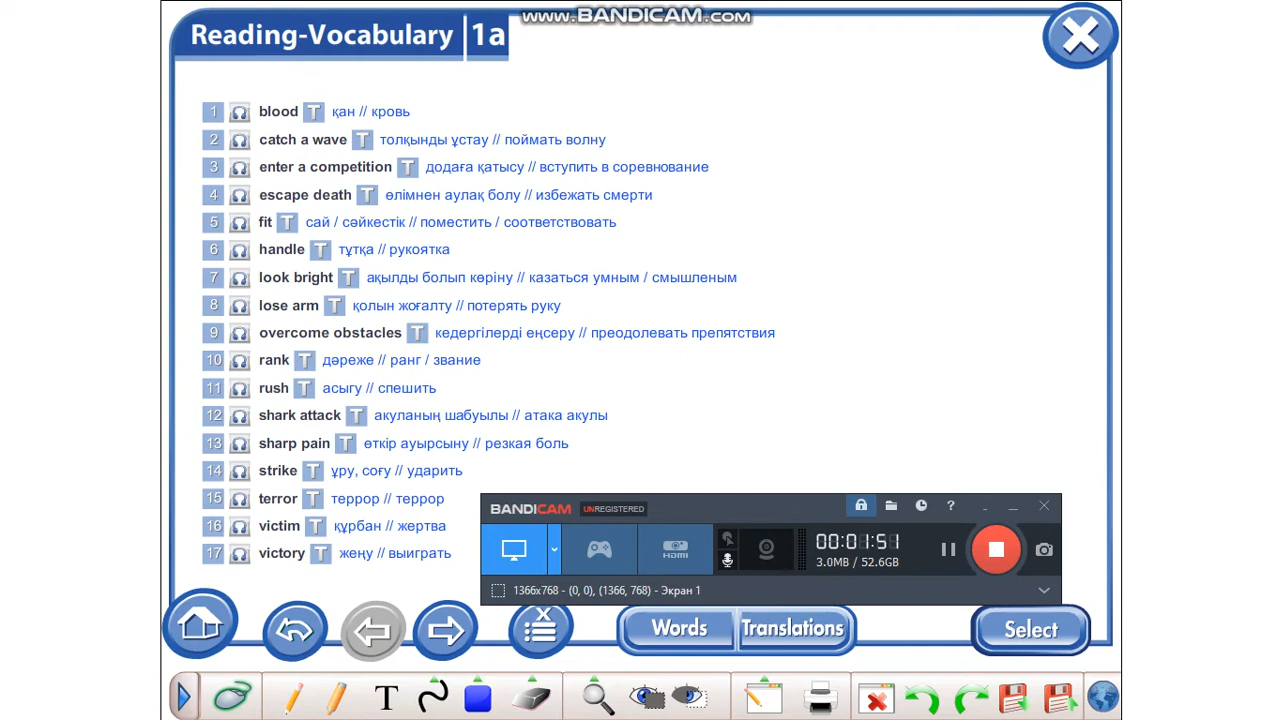 www.BANDICAM.com
Reading-Vocabulary 1a
1 blood T қан // кровь
2 catch a wave T толқынды ұстау // поймать волну
3 enter a competition T додаға қатысу // вступить в соревнование
4 escape death T өлімнен аулақ болу // избежать смерти
5 fit T сай / сәйкестік // поместить / соответствовать
6 handle T тұтқа // рукоятка
7 look bright T ақылды болып көріну // казаться умным / смышленым
8 lose arm T қолын жоғалту // потерять руку
9 overcome obstacles T кедергілерді еңсеру // преодолевать препятствия
10 rank T дәреже // ранг / звание
11 rush T асығу // спешить
12 shark attack T акуланың шабуылы // атака акулы
13 sharp pain T өткір ауырсыну // резкая боль
14 strike T ұру, соғу // ударить
15 terror T террор // террор
16 victim T құрбан // жертва
17 victory T жеңу // выиграть
BANDICAM UNREGISTERED ?
HDMI 00:01:51
3.0MB / 52.6GB
1366x768 - (0, 0), (1366, 768) - Экран 1
Words Translations Select
T